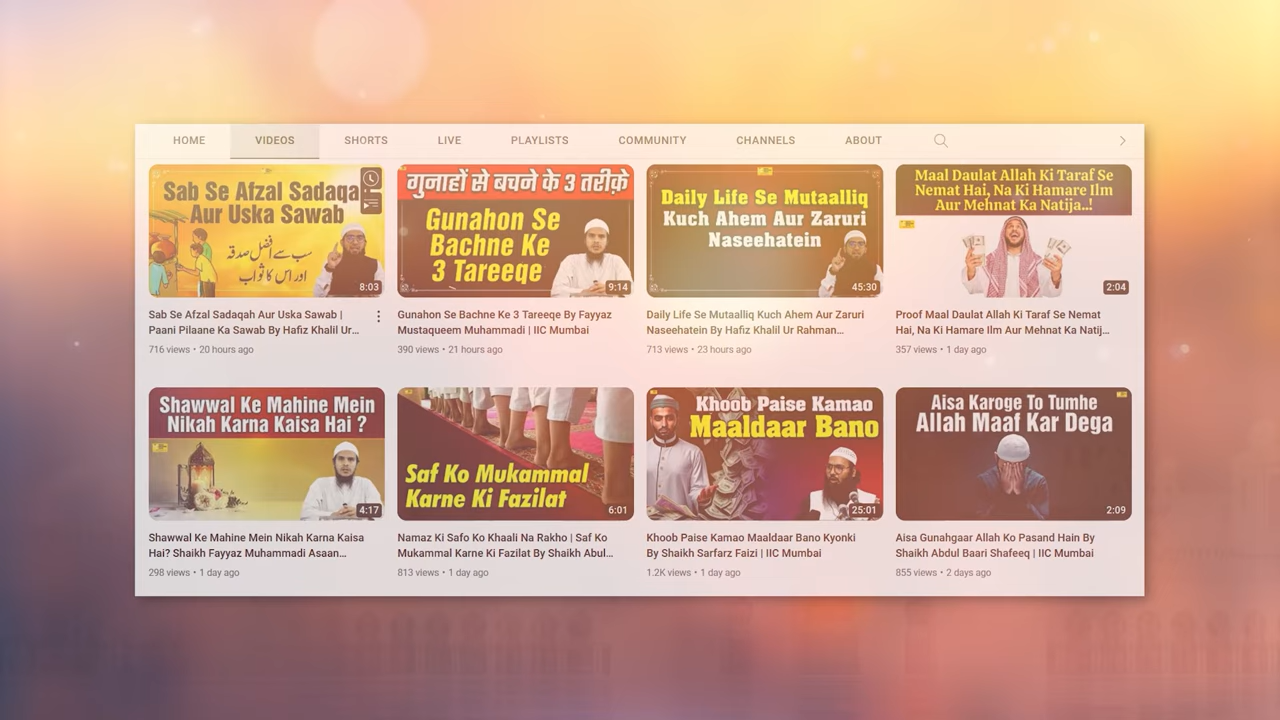 HOME VIDEOS SHORTS LIVE PLAYLISTS COMMUNITY CHANNELS ABOUT
Sab Se Afzal Sadaqa
Aur Uska Sawab
سب سے افضل صدقہ
اور اس کا ثواب
8:03
Sab Se Afzal Sadaqah Aur Uska Sawab |
Paani Pilaane Ka Sawab By Hafiz Khalil Ur...
716 views • 20 hours ago
गुनाहों से बचने के 3 तरीक़े
Gunahon Se
Bachne Ke
3 Tareeqe
9:14
Gunahon Se Bachne Ke 3 Tareeqe By Fayyaz
Mustaqueem Muhammadi | IIC Mumbai
390 views • 21 hours ago
Daily Life Se Mutaalliq
Kuch Ahem Aur Zaruri
Naseehatein
45:30
Daily Life Se Mutaalliq Kuch Ahem Aur Zaruri
Naseehatein By Hafiz Khalil Ur Rahman...
713 views • 23 hours ago
Maal Daulat Allah Ki Taraf Se
Nemat Hai, Na Ki Hamare Ilm
Aur Mehnat Ka Natija..!
2:04
Proof Maal Daulat Allah Ki Taraf Se Nemat
Hai, Na Ki Hamare Ilm Aur Mehnat Ka Natij...
357 views • 1 day ago
Shawwal Ke Mahine Mein
Nikah Karna Kaisa Hai ?
4:17
Shawwal Ke Mahine Mein Nikah Karna Kaisa
Hai? Shaikh Fayyaz Muhammadi Asaan...
298 views • 1 day ago
Saf Ko Mukammal
Karne Ki Fazilat
6:01
Namaz Ki Safo Ko Khaali Na Rakho | Saf Ko
Mukammal Karne Ki Fazilat By Shaikh Abul...
813 views • 1 day ago
Khoob Paise Kamao
Maaldaar Bano
25:01
Khoob Paise Kamao Maaldaar Bano Kyonki
By Shaikh Sarfarz Faizi | IIC Mumbai
1.2K views • 1 day ago
Aisa Karoge To Tumhe
Allah Maaf Kar Dega
2:09
Aisa Gunahgaar Allah Ko Pasand Hain By
Shaikh Abdul Baari Shafeeq | IIC Mumbai
855 views • 2 days ago